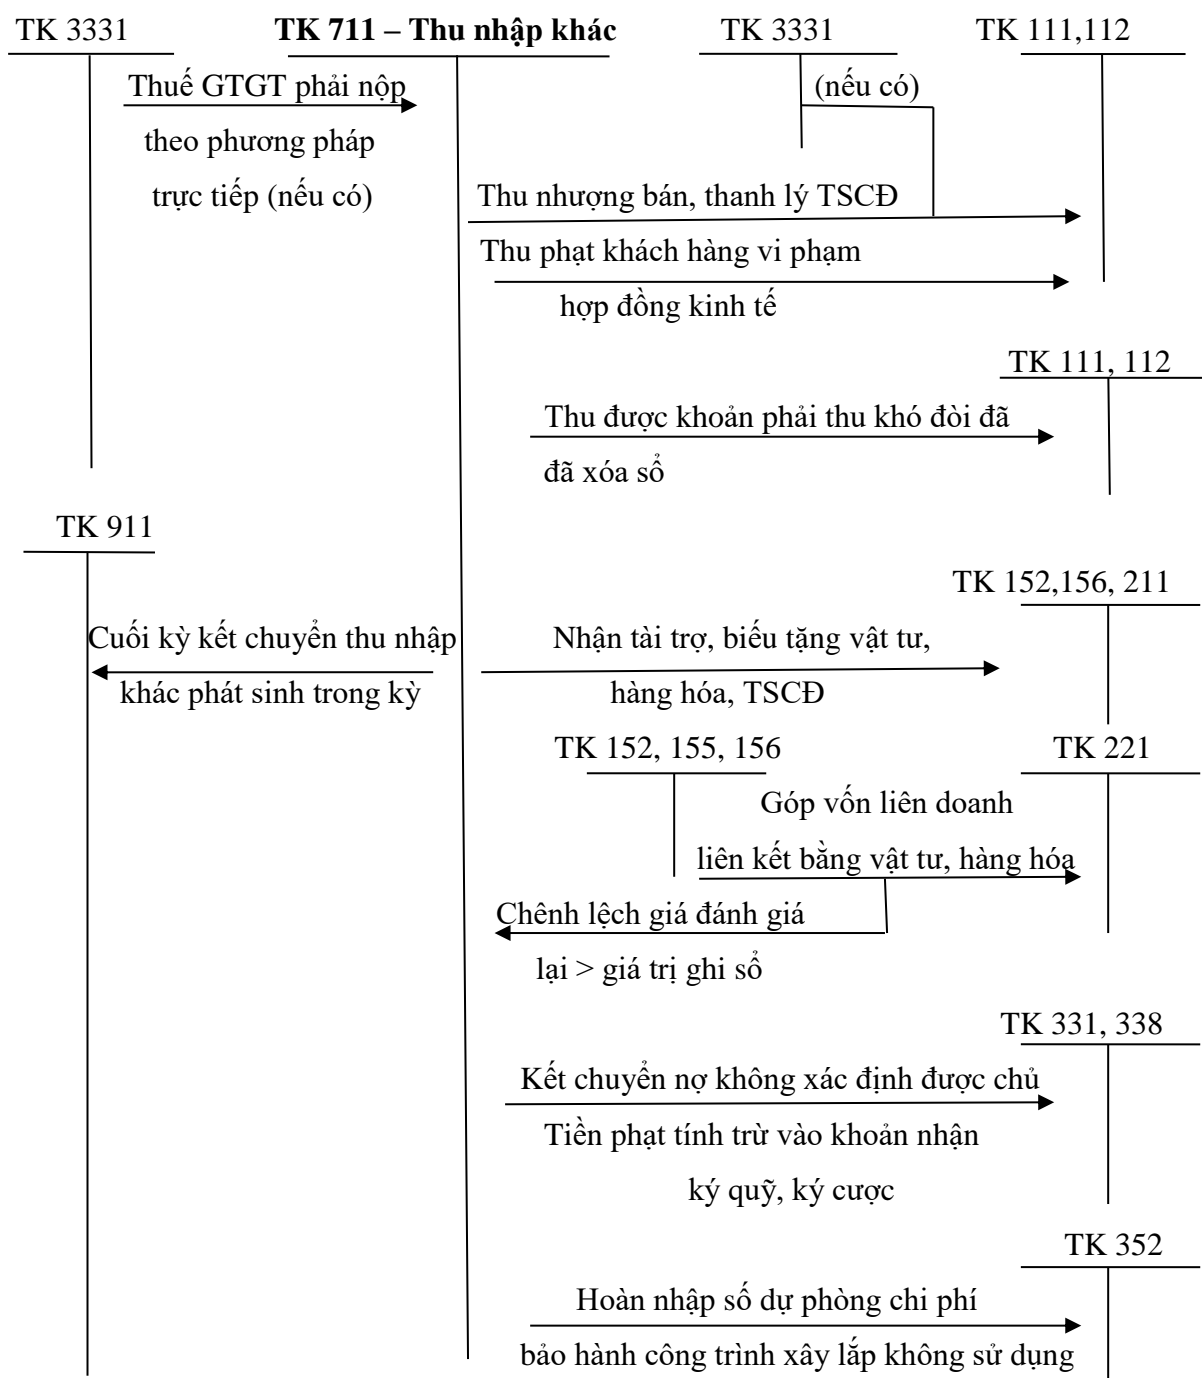 TK 3331
TK 711 – Thu nhập khác
TK 3331
TK 111,112
Thuế GTGT phải nộp
(nếu có)
theo phương pháp
trực tiếp (nếu có)
Thu nhượng bán, thanh lý TSCĐ
Thu phạt khách hàng vi phạm
hợp đồng kinh tế
TK 111, 112
Thu được khoản phải thu khó đòi đã
đã xóa sổ
TK 911
TK 152,156, 211
Cuối kỳ kết chuyển thu nhập
Nhận tài trợ, biếu tặng vật tư,
khác phát sinh trong kỳ
hàng hóa, TSCĐ
TK 152, 155, 156
TK 221
Góp vốn liên doanh
liên kết bằng vật tư, hàng hóa
Chênh lệch giá đánh giá
lại > giá trị ghi sổ
TK 331, 338
Kết chuyển nợ không xác định được chủ
Tiền phạt tính trừ vào khoản nhận
ký quỹ, ký cược
TK 352
Hoàn nhập số dự phòng chi phí
bảo hành công trình xây lắp không sử dụng